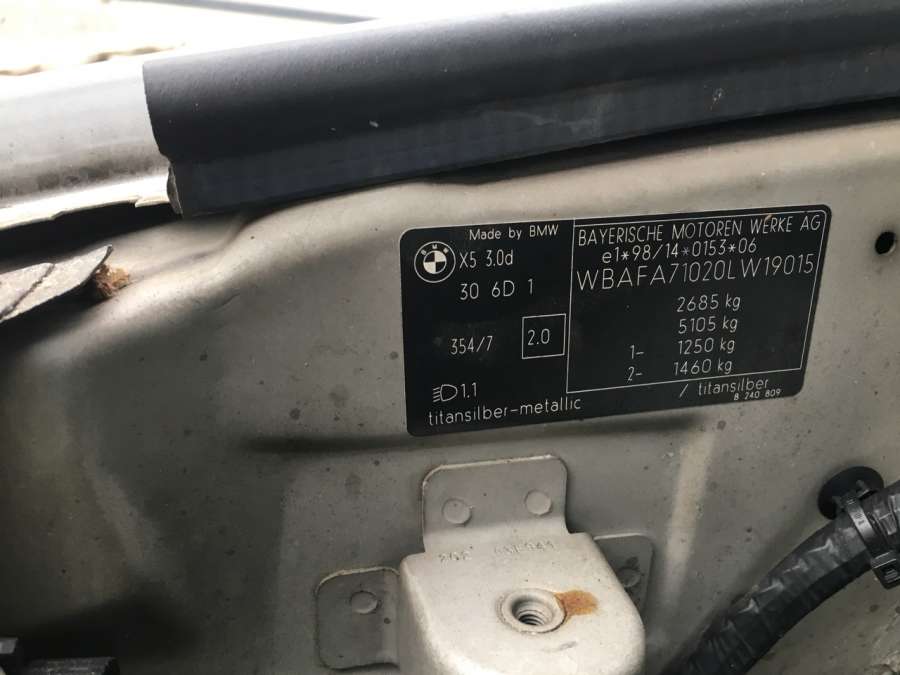 Made by BMW
BMW
X5 3.0d
30 6D 1
354/7
2.0
1.1
titansilber-metallic
BAYERISCHE MOTOREN WERKE AG
e1*98/14*0153*06
WBAFA71020LW19015
2685 kg
5105 kg
1- 1250 kg
2- 1460 kg
/ titansilber
8 240 809